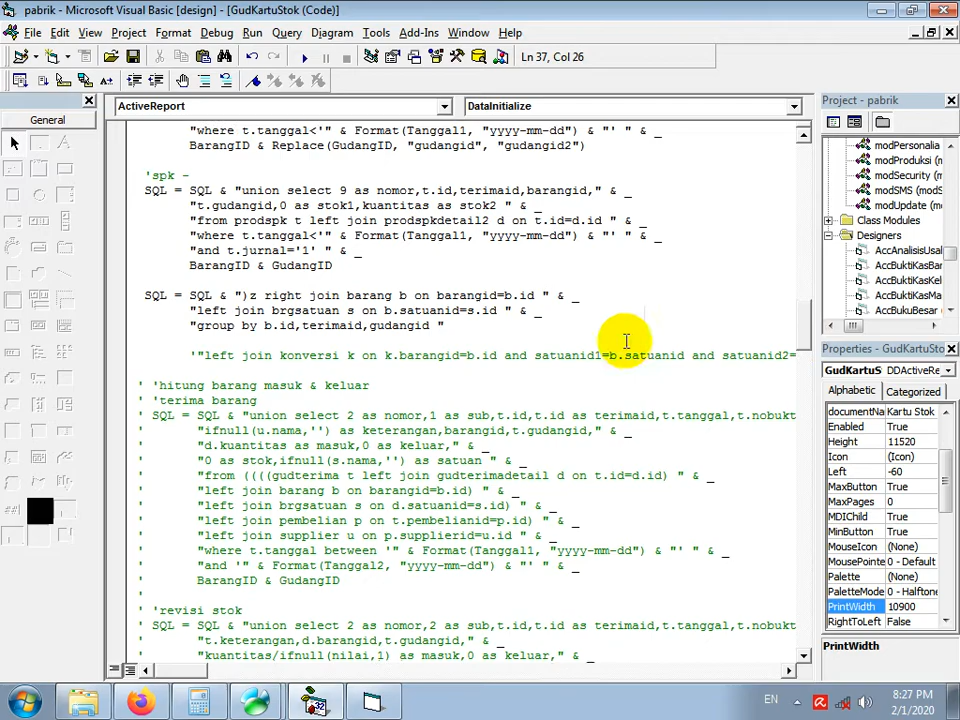 pabrik - Microsoft Visual Basic [design] - [GudKartuStok (Code)]
File Edit View Project Format Debug Run Query Diagram Tools Add-Ins Window Help
Ln 37, Col 26
General
ActiveReport
DataInitialize
"where t.tanggal<'" & Format(Tanggal1, "yyyy-mm-dd") & "' " & _
BarangID & Replace(GudangID, "gudangid", "gudangid2")
'spk -
SQL = SQL & "union select 9 as nomor,t.id,terimaid,barangid," & _
"t.gudangid,0 as stok1,kuantitas as stok2 " & _
"from prodspk t left join prodspkdetail2 d on t.id=d.id " & _
"where t.tanggal<'" & Format(Tanggal1, "yyyy-mm-dd") & "' " & _
"and t.jurnal='1' " & _
BarangID & GudangID
SQL = SQL & ")z right join barang b on barangid=b.id " & _
"left join brgsatuan s on b.satuanid=s.id " & _
"group by b.id,terimaid,gudangid "
'"left join konversi k on k.barangid=b.id and satuanid1=b.satuanid and satuanid2=
' 'hitung barang masuk & keluar
' 'terima barang
' SQL = SQL & "union select 2 as nomor,1 as sub,t.id,t.id as terimaid,t.tanggal,t.nobukt
' "ifnull(u.nama,'') as keterangan,barangid,t.gudangid," & _
' "d.kuantitas as masuk,0 as keluar," & _
' "0 as stok,ifnull(s.nama,'') as satuan " & _
' "from ((((gudterima t left join gudterimadetail d on t.id=d.id) " & _
' "left join barang b on barangid=b.id) " & _
' "left join brgsatuan s on d.satuanid=s.id) " & _
' "left join pembelian p on t.pembelianid=p.id) " & _
' "left join supplier u on p.supplierid=u.id " & _
' "where t.tanggal between '" & Format(Tanggal1, "yyyy-mm-dd") & "' " & _
' "and '" & Format(Tanggal2, "yyyy-mm-dd") & "' " & _
' BarangID & GudangID
'
' 'revisi stok
' SQL = SQL & "union select 2 as nomor,2 as sub,t.id,t.id as terimaid,t.tanggal,t.nobukt
' "t.keterangan,d.barangid,t.gudangid," & _
' "kuantitas/ifnull(nilai,1) as masuk,0 as keluar," & _
Project - pabrik
modPersonalia
modProduksi (m
modSecurity (m
modSMS (modS
modUpdate (mod
Class Modules
Designers
AccAnalisisUsal
AccBuktiKasBar
AccBuktiKasGa
AccBuktiKasMa
AccBukuBesar
Properties - GudKartuSto
GudKartuS DDActiveRe
Alphabetic Categorized
documentNa Kartu Stok
Enabled True
Height 11520
Icon (Icon)
Left -60
MaxButton True
MaxPages 0
MDIChild True
MinButton True
MouseIcon (None)
MousePointe 0 - Default
Palette (None)
PaletteMode 0 - Halftone
PrintWidth 10900
RightToLeft False
PrintWidth
EN
8:27 PM
2/1/2020